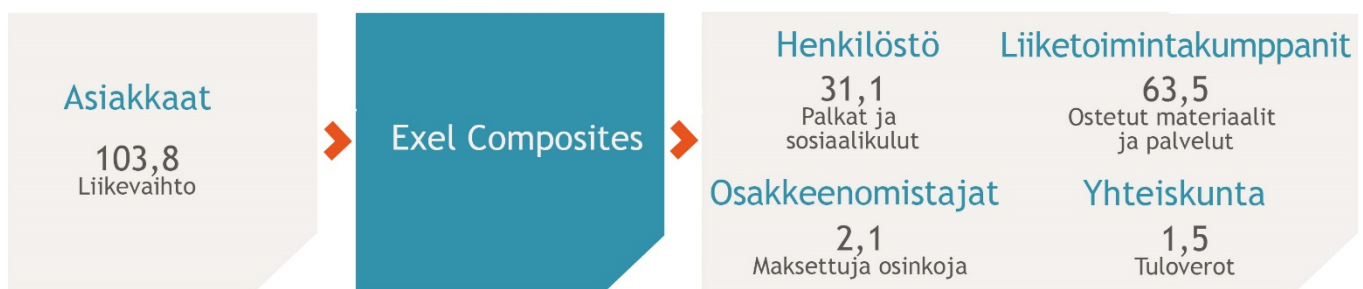 Asiakkaat
103,8
Liikevaihto
Exel Composites
Henkilöstö
31,1
Palkat ja
sosiaalikulut
Liiketoimintakumppanit
63,5
Ostetut materiaalit
ja palvelut
Osakkeenomistajat
2,1
Maksettuja osinkoja
Yhteiskunta
1,5
Tuloverot